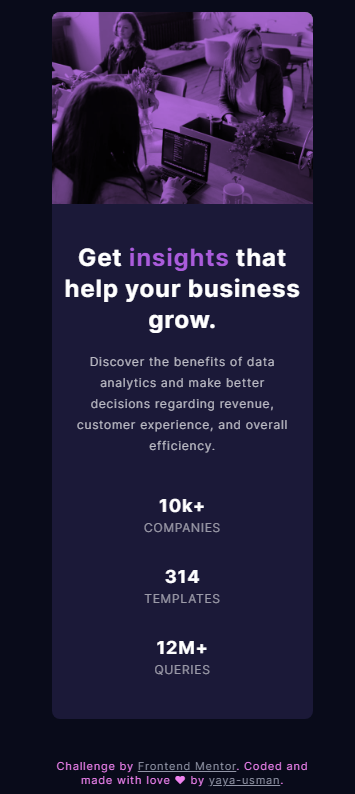 Get insights that
help your business
grow.
Discover the benefits of data
analytics and make better
decisions regarding revenue,
customer experience, and overall
efficiency.
10k+
COMPANIES
314
TEMPLATES
12M+
QUERIES
Challenge by Frontend Mentor. Coded and
made with love ❤ by yaya-usman.